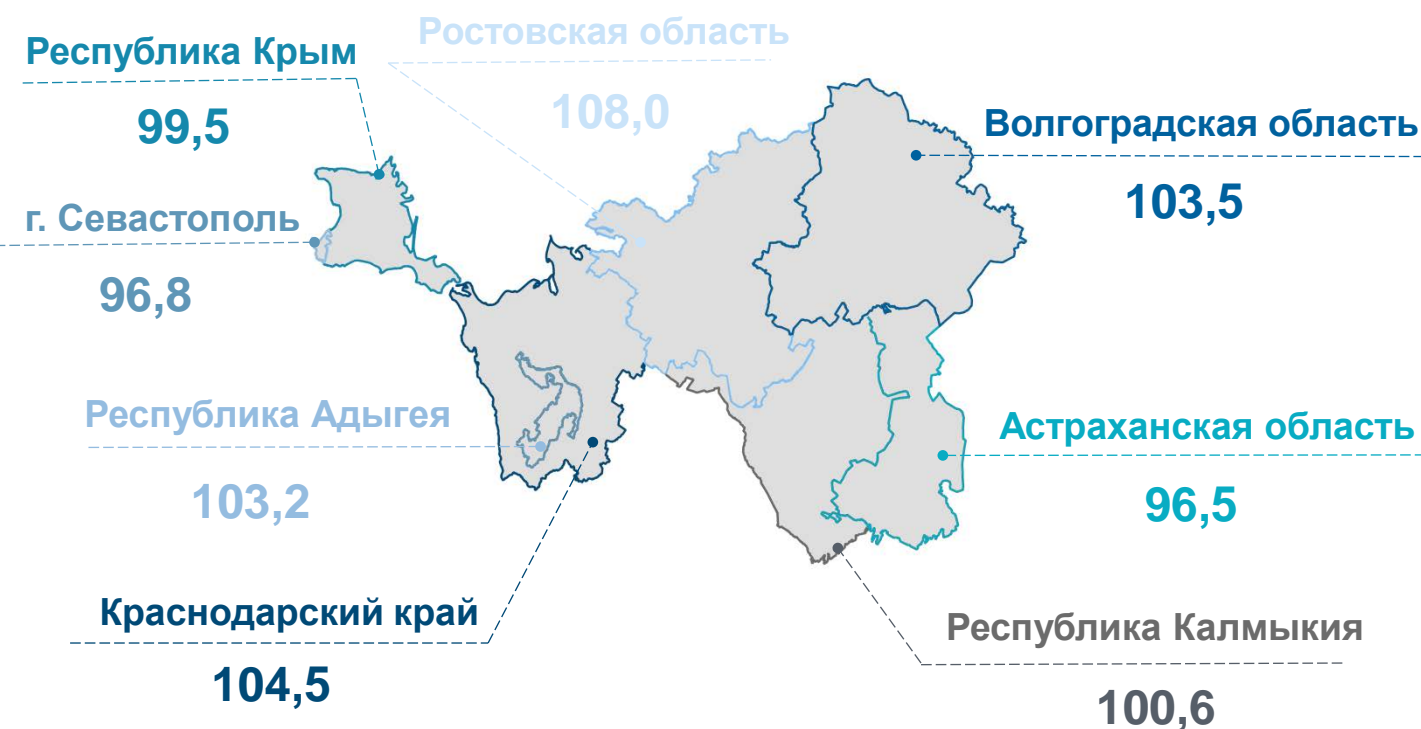 Ростовская область
108,0
Республика Крым
99,5
Волгоградская область
103,5
г. Севастополь
96,8
Республика Адыгея
103,2
Астраханская область
96,5
Краснодарский край
104,5
Республика Калмыкия
100,6